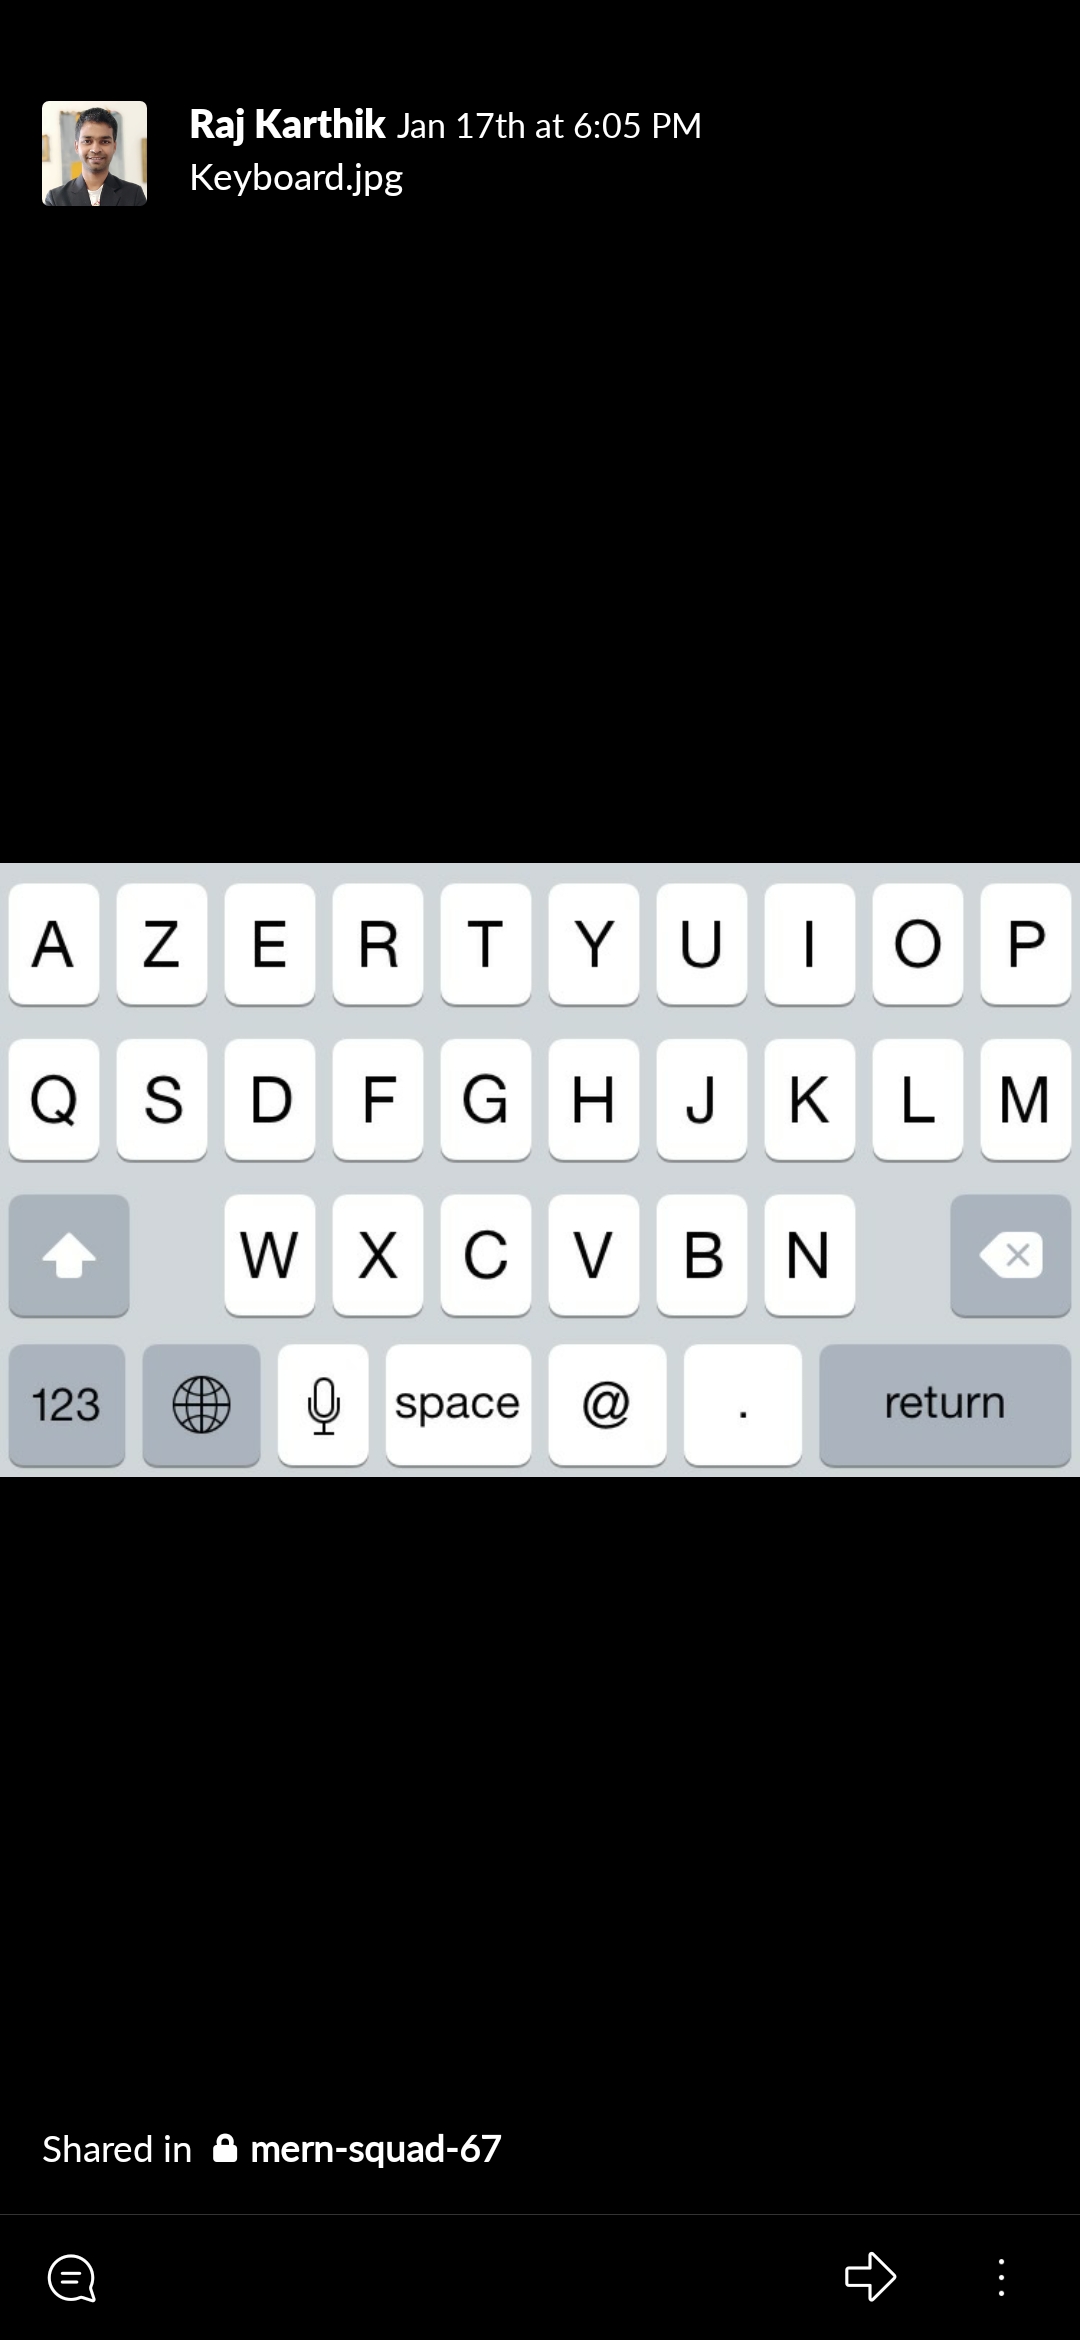 Raj Karthik Jan 17th at 6:05 PM
Keyboard.jpg
A Z E R T Y U I O P
Q S D F G H J K L M
W X C V B N
123 space @ . return
Shared in mern-squad-67